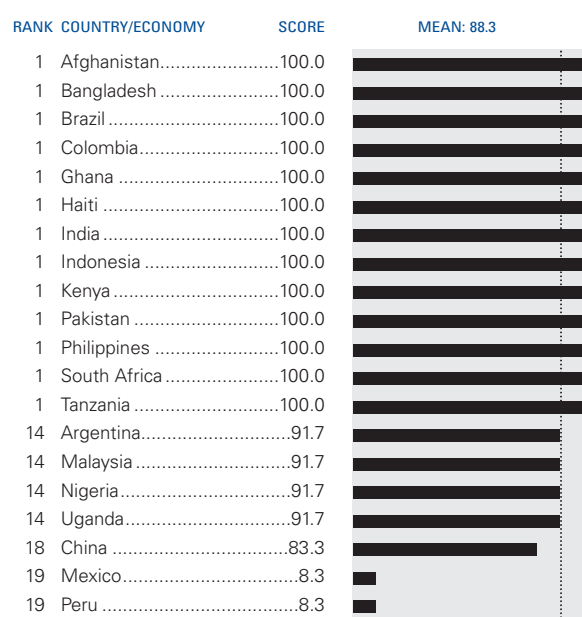 RANK COUNTRY/ECONOMY SCORE MEAN: 88.3
1 Afghanistan.......................100.0
1 Bangladesh.......................100.0
1 Brazil.................................100.0
1 Colombia...........................100.0
1 Ghana...............................100.0
1 Haiti..................................100.0
1 India..................................100.0
1 Indonesia..........................100.0
1 Kenya................................100.0
1 Pakistan............................100.0
1 Philippines........................100.0
1 South Africa......................100.0
1 Tanzania............................100.0
14 Argentina...........................91.7
14 Malaysia............................91.7
14 Nigeria...............................91.7
14 Uganda..............................91.7
18 China.................................83.3
19 Mexico.................................8.3
19 Peru.....................................8.3